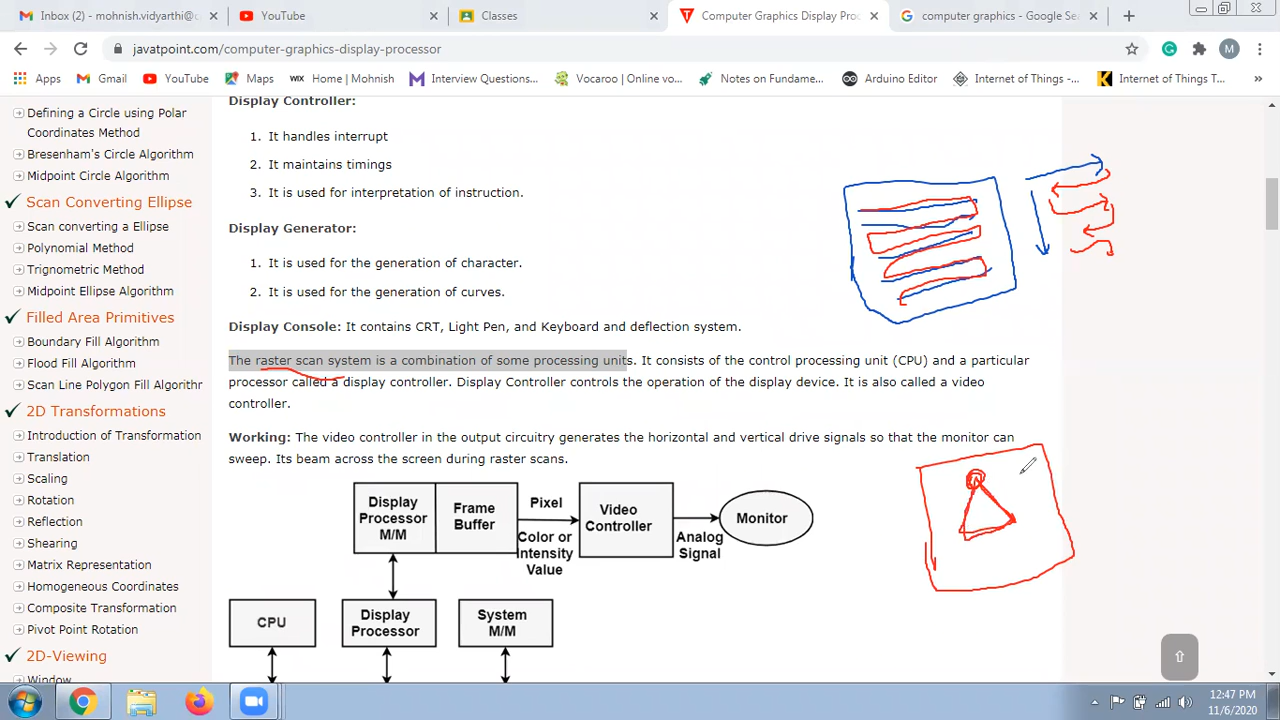 Inbox (2) - mohnish.vidyarthi@c
YouTube
Classes
Computer Graphics Display Proc
computer graphics - Google Sea
javatpoint.com/computer-graphics-display-processor
M
Apps
Gmail
YouTube
Maps
WIX Home | Mohnish
Interview Questions...
Vocaroo | Online vo...
Notes on Fundame...
Arduino Editor
Internet of Things -...
Internet of Things T...
»
Defining a Circle using Polar
Coordinates Method
Bresenham's Circle Algorithm
Midpoint Circle Algorithm
Scan Converting Ellipse
Scan converting a Ellipse
Polynomial Method
Trignometric Method
Midpoint Ellipse Algorithm
Filled Area Primitives
Boundary Fill Algorithm
Flood Fill Algorithm
Scan Line Polygon Fill Algorithm
2D Transformations
Introduction of Transformation
Translation
Scaling
Rotation
Reflection
Shearing
Matrix Representation
Homogeneous Coordinates
Composite Transformation
Pivot Point Rotation
2D-Viewing
Window
Display Controller:
1. It handles interrupt
2. It maintains timings
3. It is used for interpretation of instruction.
Display Generator:
1. It is used for the generation of character.
2. It is used for the generation of curves.
Display Console: It contains CRT, Light Pen, and Keyboard and deflection system.
The raster scan system is a combination of some processing units. It consists of the control processing unit (CPU) and a particular
processor called a display controller. Display Controller controls the operation of the display device. It is also called a video
controller.
Working: The video controller in the output circuitry generates the horizontal and vertical drive signals so that the monitor can
sweep. Its beam across the screen during raster scans.
Display
Processor
M/M
Frame
Buffer
Pixel
Color or
Intensity
Value
Video
Controller
Analog
Signal
Monitor
CPU
Display
Processor
System
M/M
12:47 PM
11/6/2020